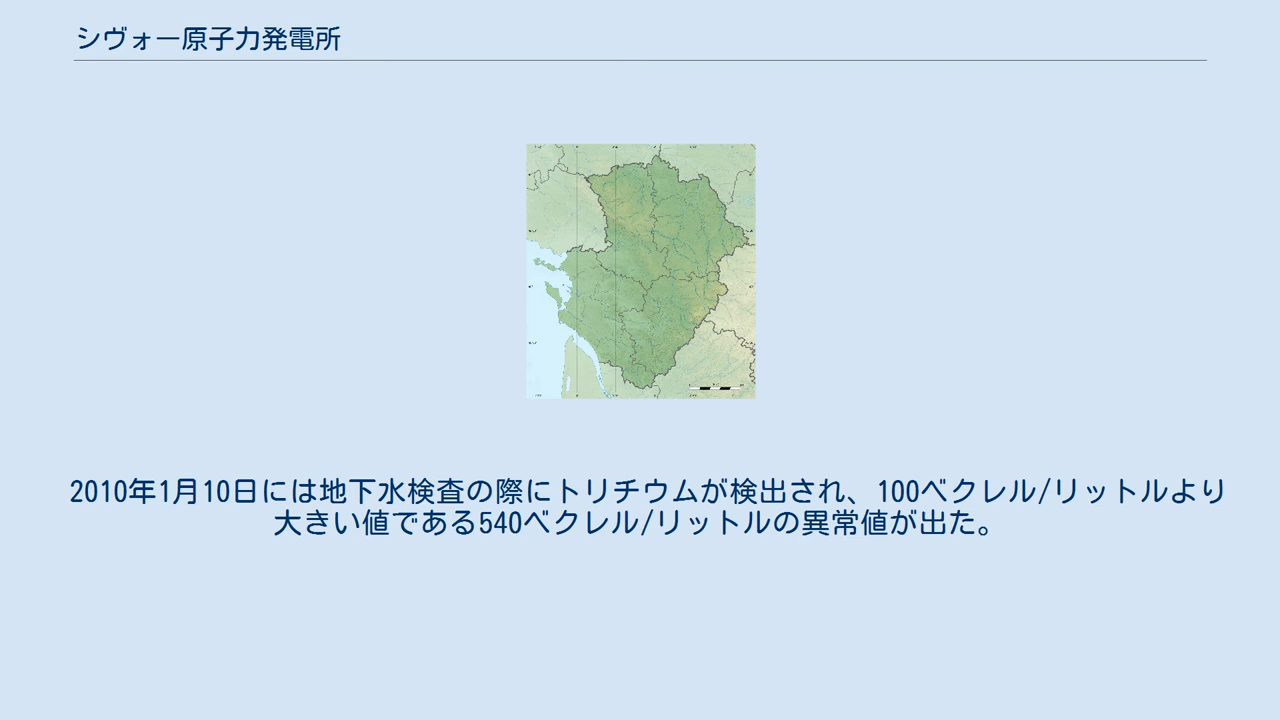 シヴォー原子力発電所
2010年1月10日には地下水検査の際にトリチウムが検出され、100ベクレル/リットルより
大きい値である540ベクレル/リットルの異常値が出た。